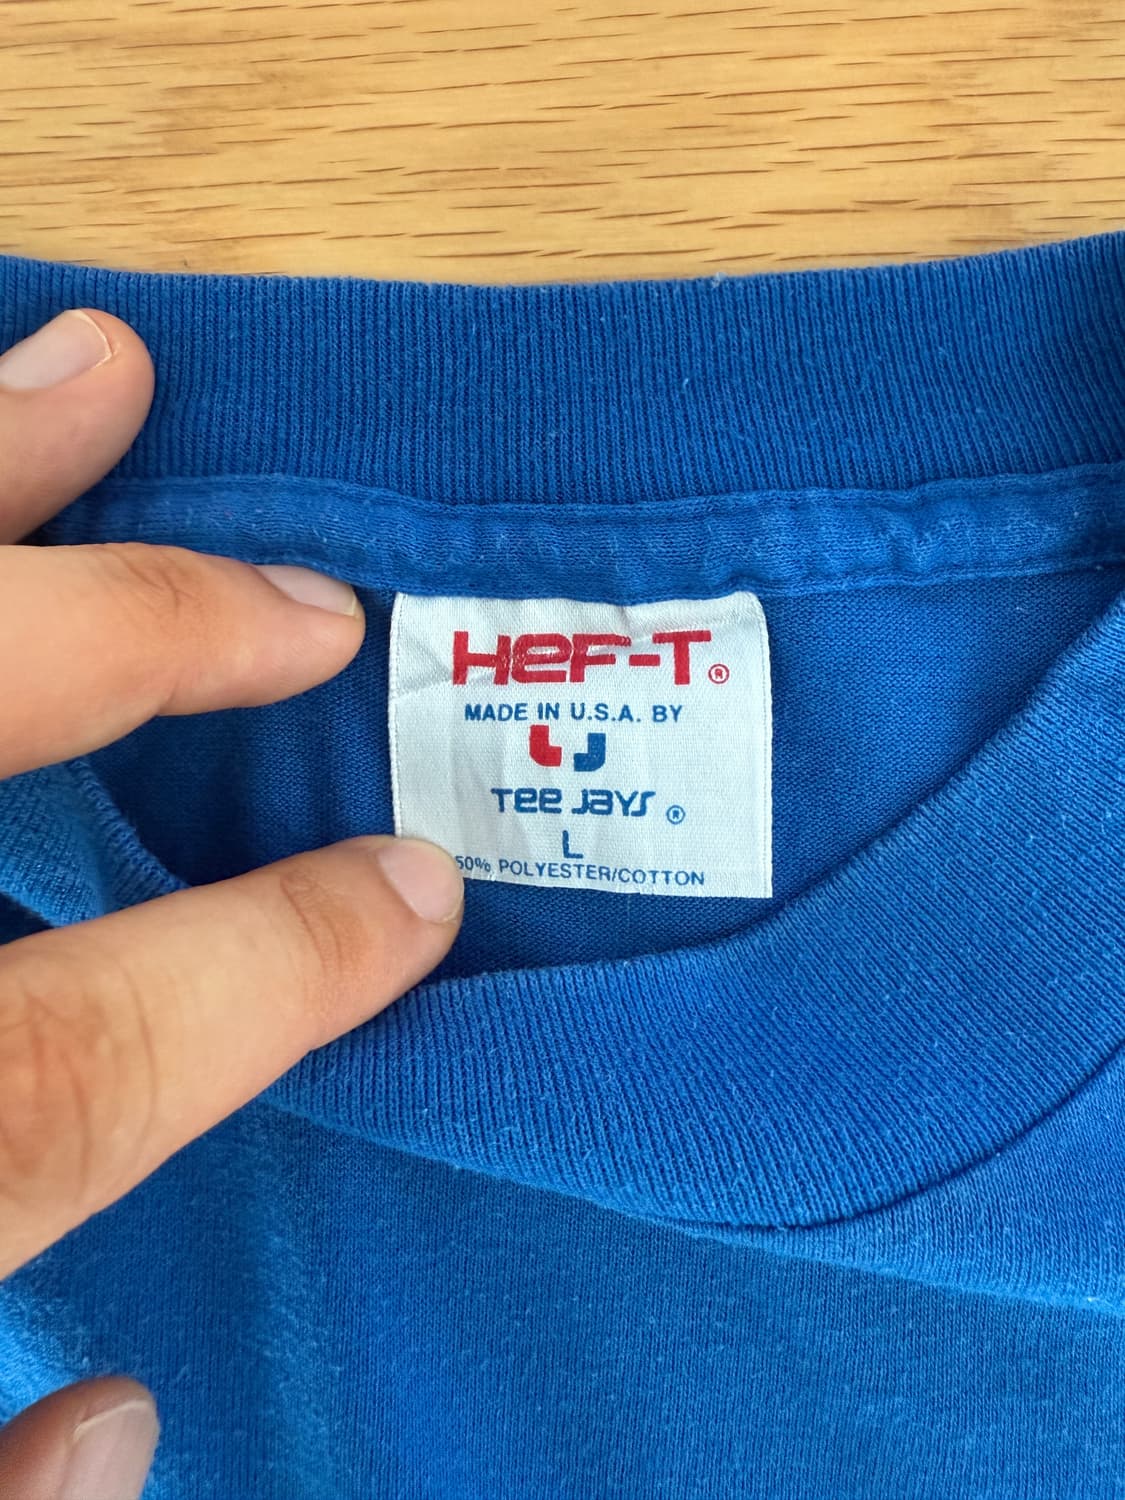 HEF-T®
MADE IN U.S.A. BY
TEE JAYS ®
L
50% POLYESTER/COTTON